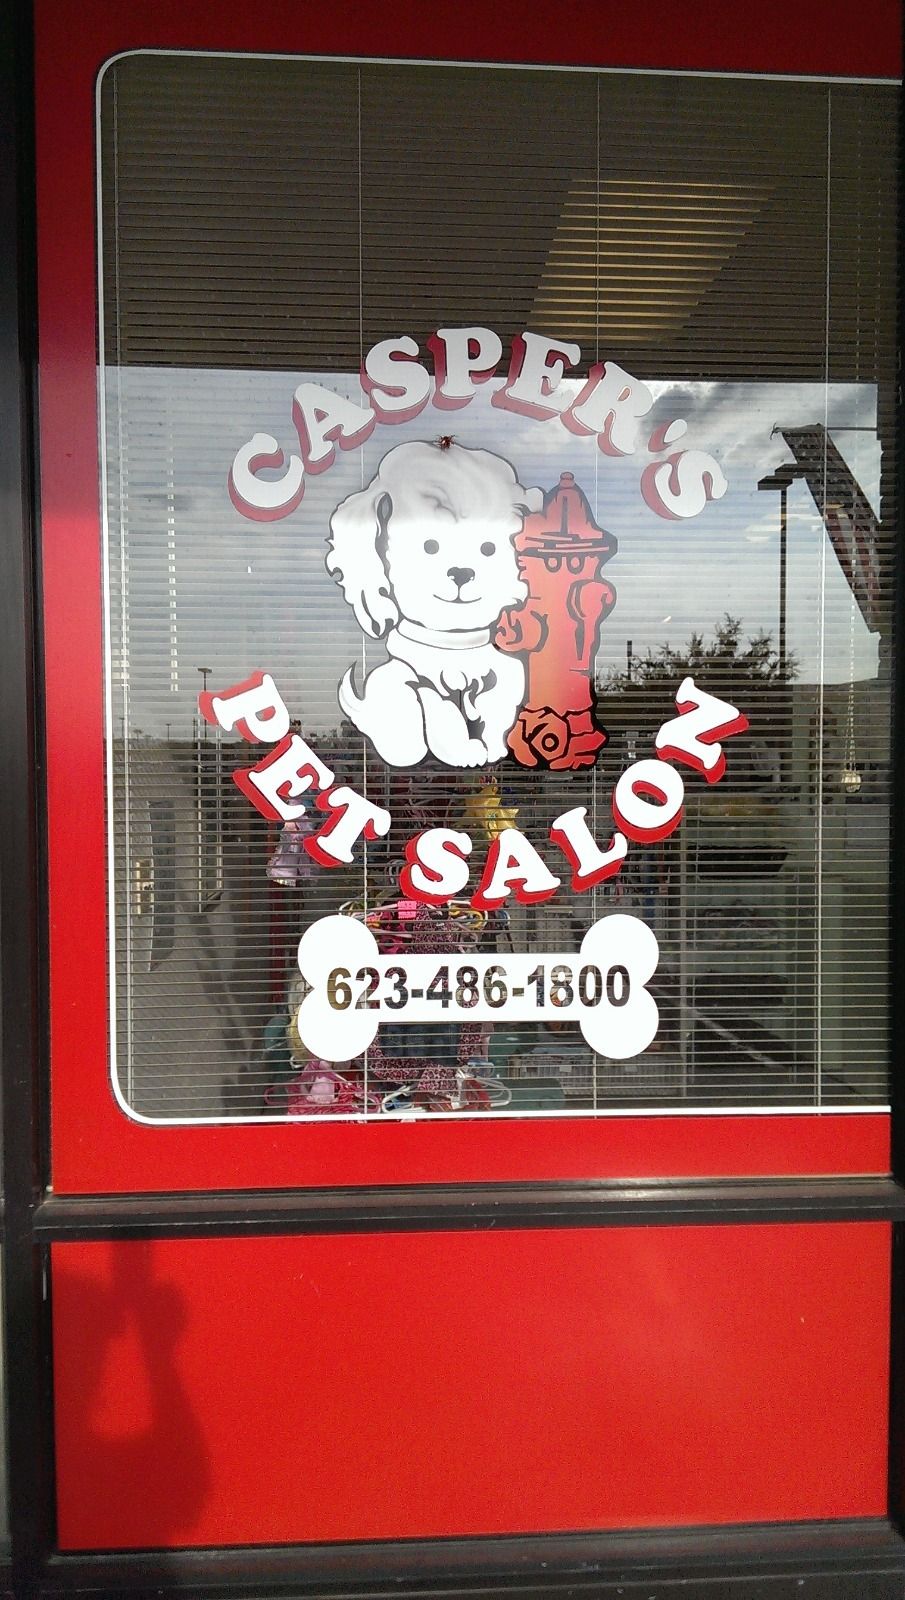 CASPER'S
PET SALON
623-486-1800